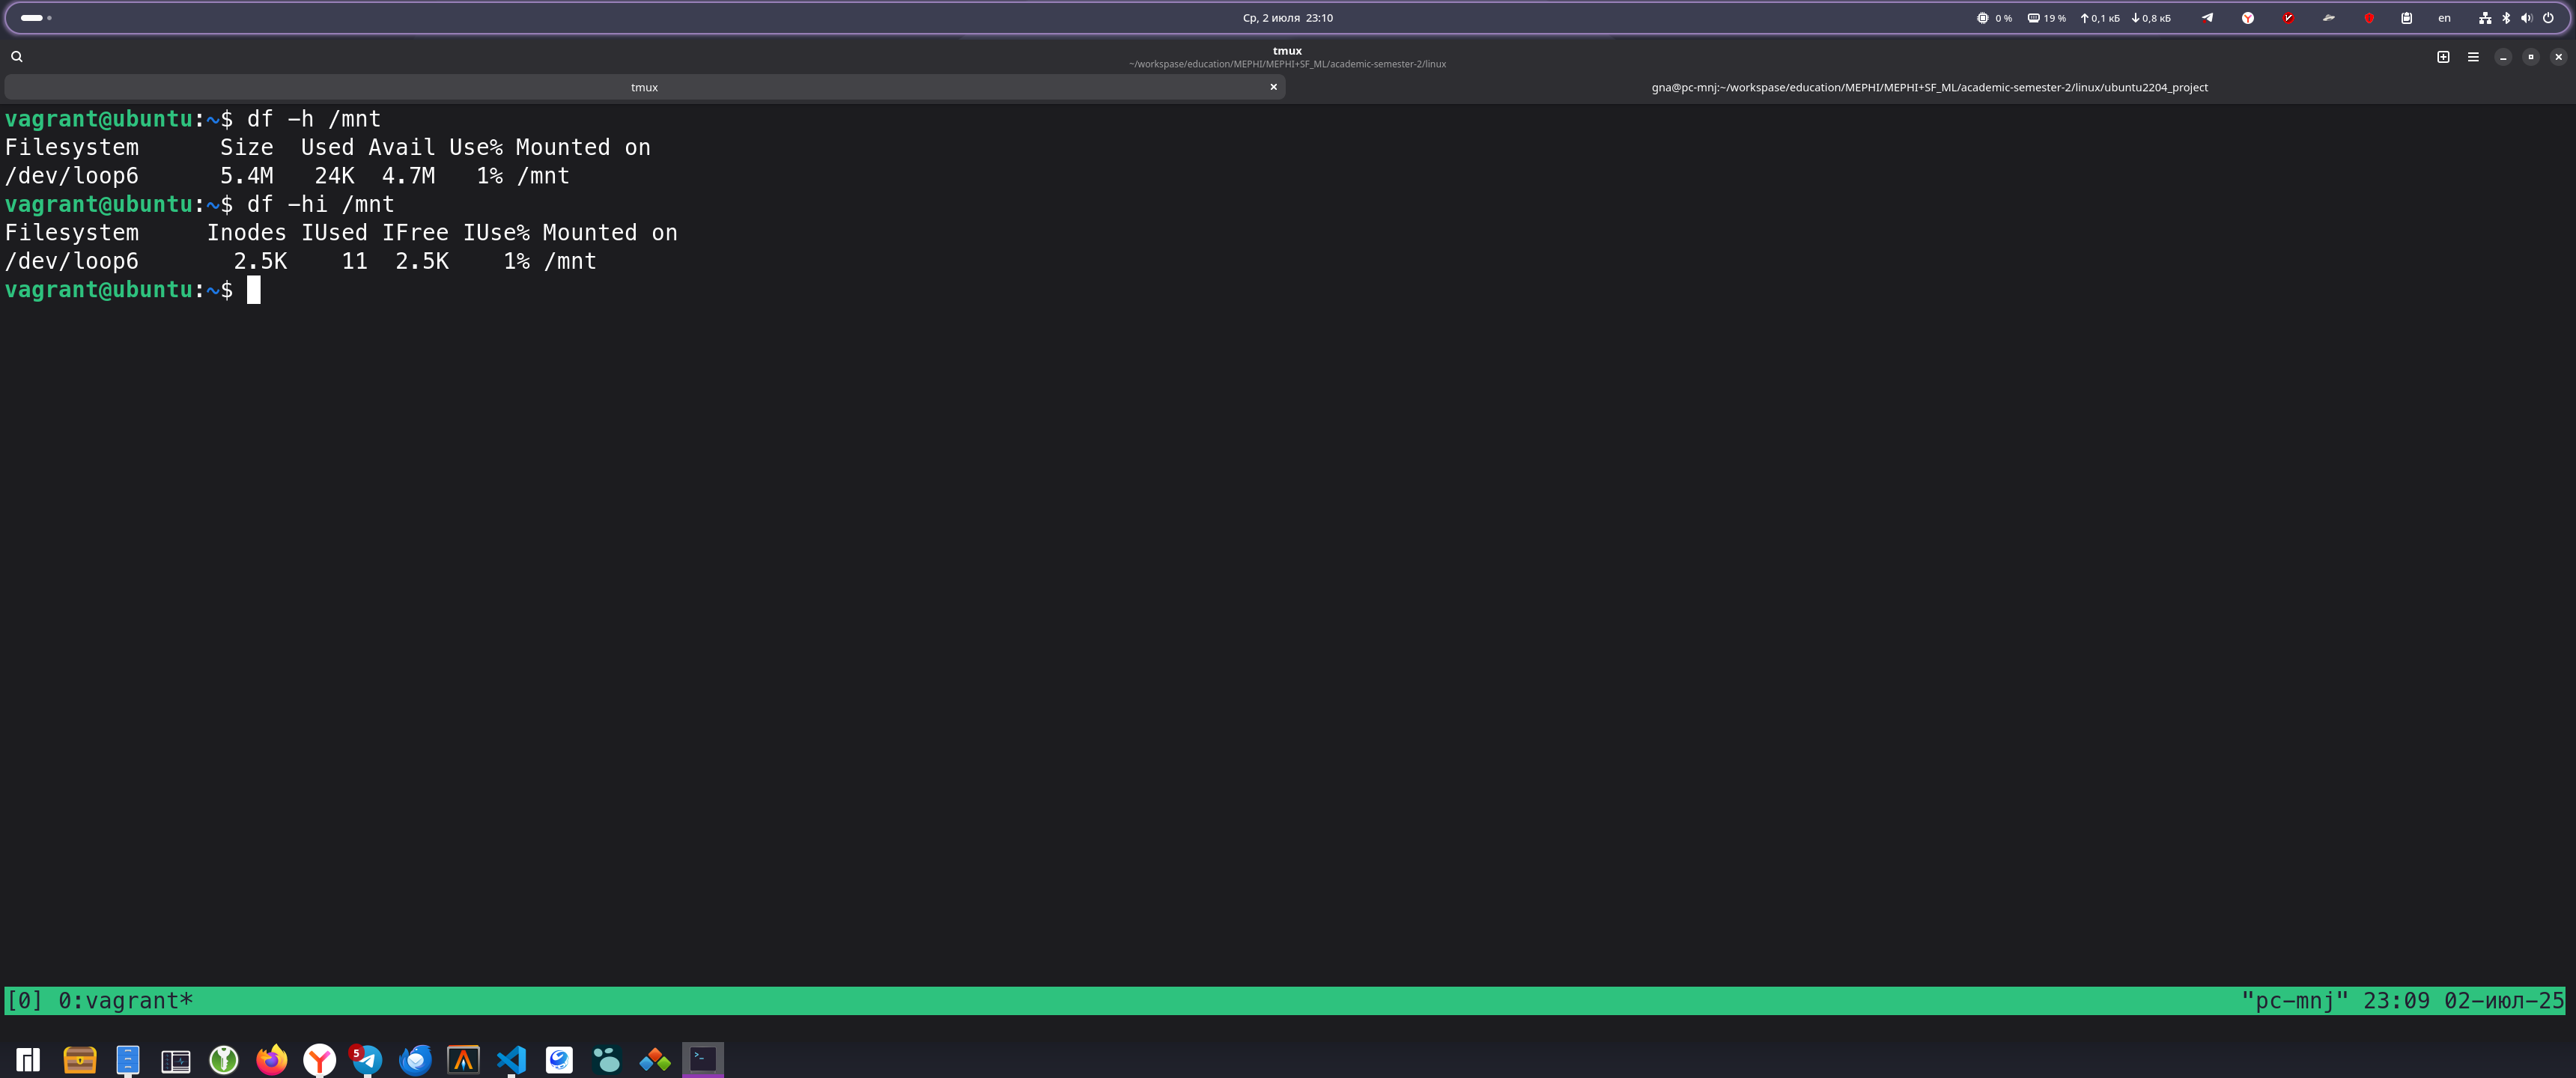 Ср, 2 июля 23:10
0 % 19 % 0,1 кБ 0,8 кБ en
tmux
~/workspase/education/MEPHI/MEPHI+SF_ML/academic-semester-2/linux
tmux
gna@pc-mnj:~/workspase/education/MEPHI/MEPHI+SF_ML/academic-semester-2/linux/ubuntu2204_project
vagrant@ubuntu:~$ df -h /mnt
Filesystem      Size  Used Avail Use% Mounted on
/dev/loop6      5.4M   24K  4.7M   1% /mnt
vagrant@ubuntu:~$ df -hi /mnt
Filesystem     Inodes IUsed IFree IUse% Mounted on
/dev/loop6       2.5K    11  2.5K    1% /mnt
vagrant@ubuntu:~$
[0] 0:vagrant* "pc-mnj" 23:09 02-июл-25
5